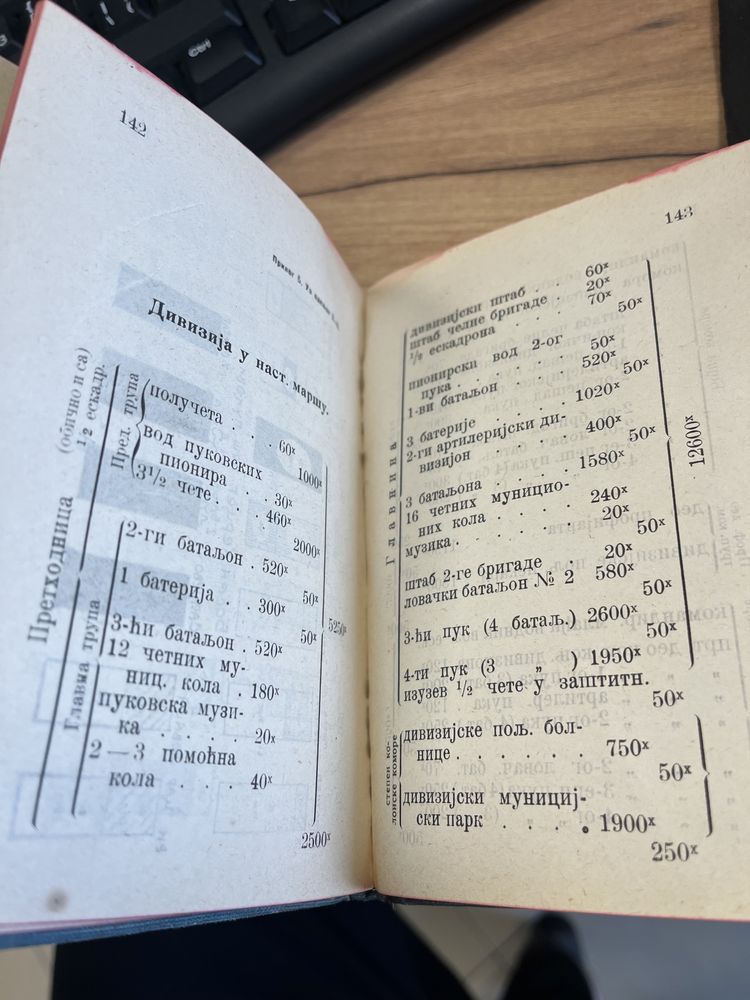 142
Прилог 5.
Дивизија у наст. маршу.
Претходница
(обично и са)
1/2 ескадр.
Пред. трупа
получета . . . 60ˣ
1000ˣ
вод пуковских
пионира . . 30ˣ
3¹/₂ чете . . . 460ˣ
2000ˣ
Главна трупа
2-ги батаљон . 520ˣ
50ˣ
1 батерија . . 300ˣ
50ˣ
3-ћи батаљон . 520ˣ
12 четних му-
ниц. кола . 180ˣ
пуковска музи-
ка . . . . . 20ˣ
2 — 3 помоћна
кола . . . 40ˣ
5250ˣ
2500ˣ
143
Главнина
дивизијски штаб . 60ˣ
штаб челне бригаде . 20ˣ
¹/₂ ескадрона . . . 70ˣ
50ˣ
пионирски вод 2-ог
пука . . . . . . 50ˣ
1-ви батаљон . . . 520ˣ
50ˣ
3 батерије . . . 1020ˣ
2-ги артилеријски ди-
визијон . . . . 400ˣ
50ˣ
3 батаљона . . . 1580ˣ
16 четних муницио-
них кола . . . . 240ˣ
музика . . . . . . 20ˣ
50ˣ
штаб 2-ге бригаде . 20ˣ
ловачки батаљон № 2 580ˣ
50ˣ
3-ћи пук (4 батаљ.) 2600ˣ
50ˣ
4-ти пук (3 „ ) 1950ˣ
изузев ¹/₂ чете у заштитн.
50ˣ
12600ˣ
степен ко-
лонске коморе
дивизијске пољ. бол-
нице . . . . . . 750ˣ
50ˣ
дивизијски мунициј-
ски парк . . . . 1900ˣ
250ˣ